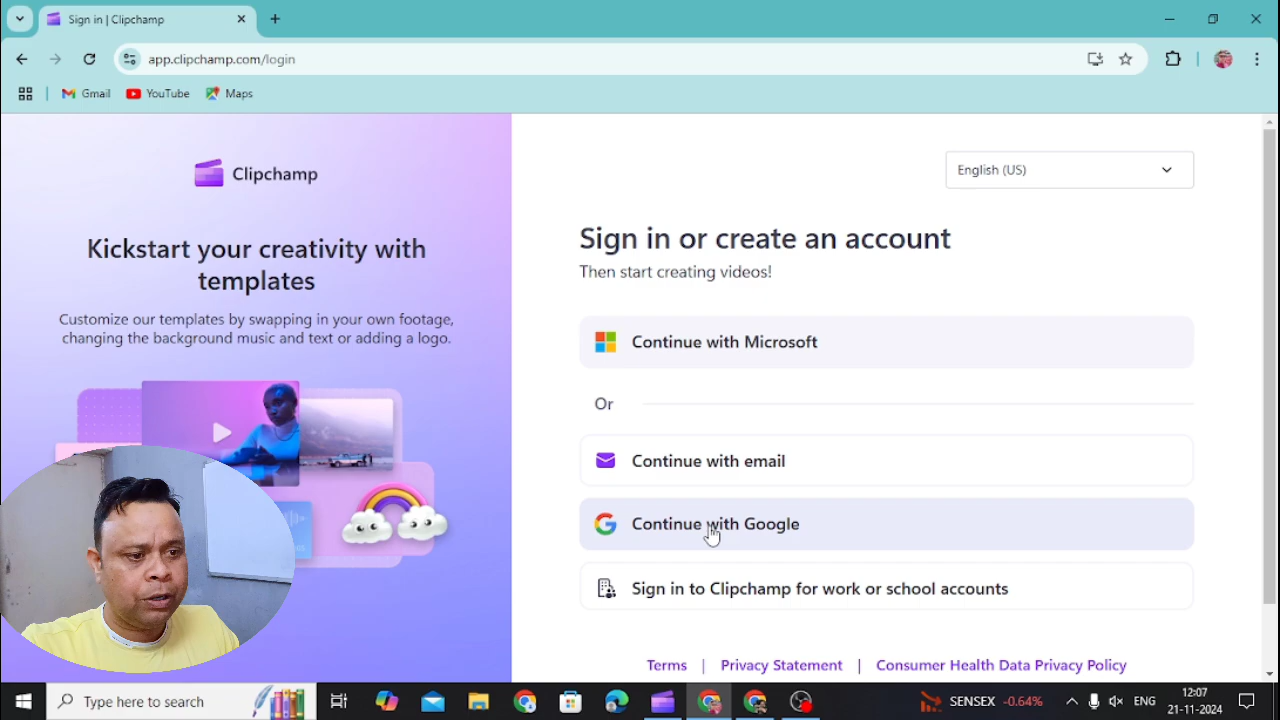 Sign in | Clipchamp
app.clipchamp.com/login
Gmail
YouTube
Maps
Clipchamp
Kickstart your creativity with
templates
Customize our templates by swapping in your own footage,
changing the background music and text or adding a logo.
English (US)
Sign in or create an account
Then start creating videos!
Continue with Microsoft
Or
Continue with email
Continue with Google
Sign in to Clipchamp for work or school accounts
Terms | Privacy Statement | Consumer Health Data Privacy Policy
Type here to search
SENSEX -0.64%
ENG
12:07
21-11-2024